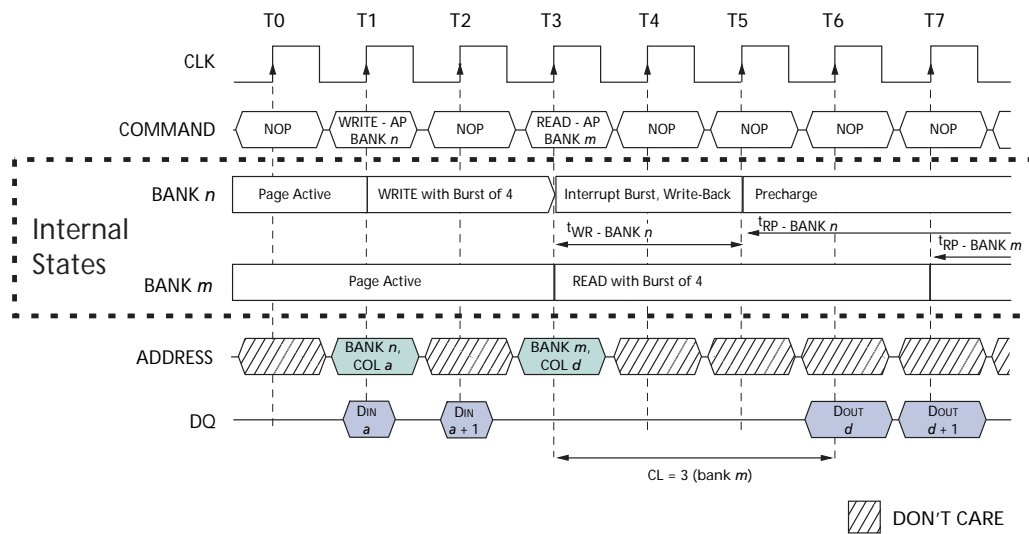 T0 T1 T2 T3 T4 T5 T6 T7
CLK
COMMAND NOP WRITE - AP BANK n NOP READ - AP BANK m NOP NOP NOP NOP
BANK n Page Active WRITE with Burst of 4 Interrupt Burst, Write-Back Precharge
Internal States
tWR - BANK n tRP - BANK n
tRP - BANK m
BANK m Page Active READ with Burst of 4
ADDRESS BANK n, COL a BANK m, COL d
DQ DIN a DIN a + 1 DOUT d DOUT d + 1
CL = 3 (bank m)
DON'T CARE